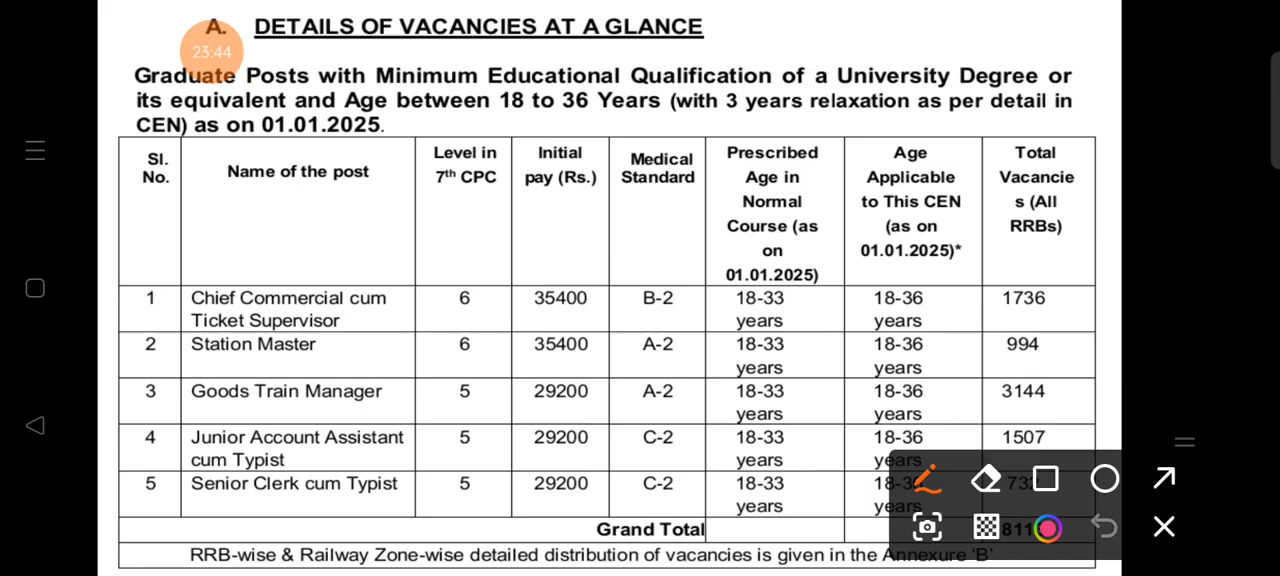 A. DETAILS OF VACANCIES AT A GLANCE
23:44
Graduate Posts with Minimum Educational Qualification of a University Degree or
its equivalent and Age between 18 to 36 Years (with 3 years relaxation as per detail in
CEN) as on 01.01.2025.
Sl. No. Name of the post Level in 7th CPC Initial pay (Rs.) Medical Standard Prescribed Age in Normal Course (as on 01.01.2025) Age Applicable to This CEN (as on 01.01.2025)* Total Vacancie s (All RRBs)
1 Chief Commercial cum Ticket Supervisor 6 35400 B-2 18-33 years 18-36 years 1736
2 Station Master 6 35400 A-2 18-33 years 18-36 years 994
3 Goods Train Manager 5 29200 A-2 18-33 years 18-36 years 3144
4 Junior Account Assistant cum Typist 5 29200 C-2 18-33 years 18-36 years 1507
5 Senior Clerk cum Typist 5 29200 C-2 18-33 years years 732
Grand Total
RRB-wise & Railway Zone-wise detailed distribution of vacancies is given in the Annexure 'B'